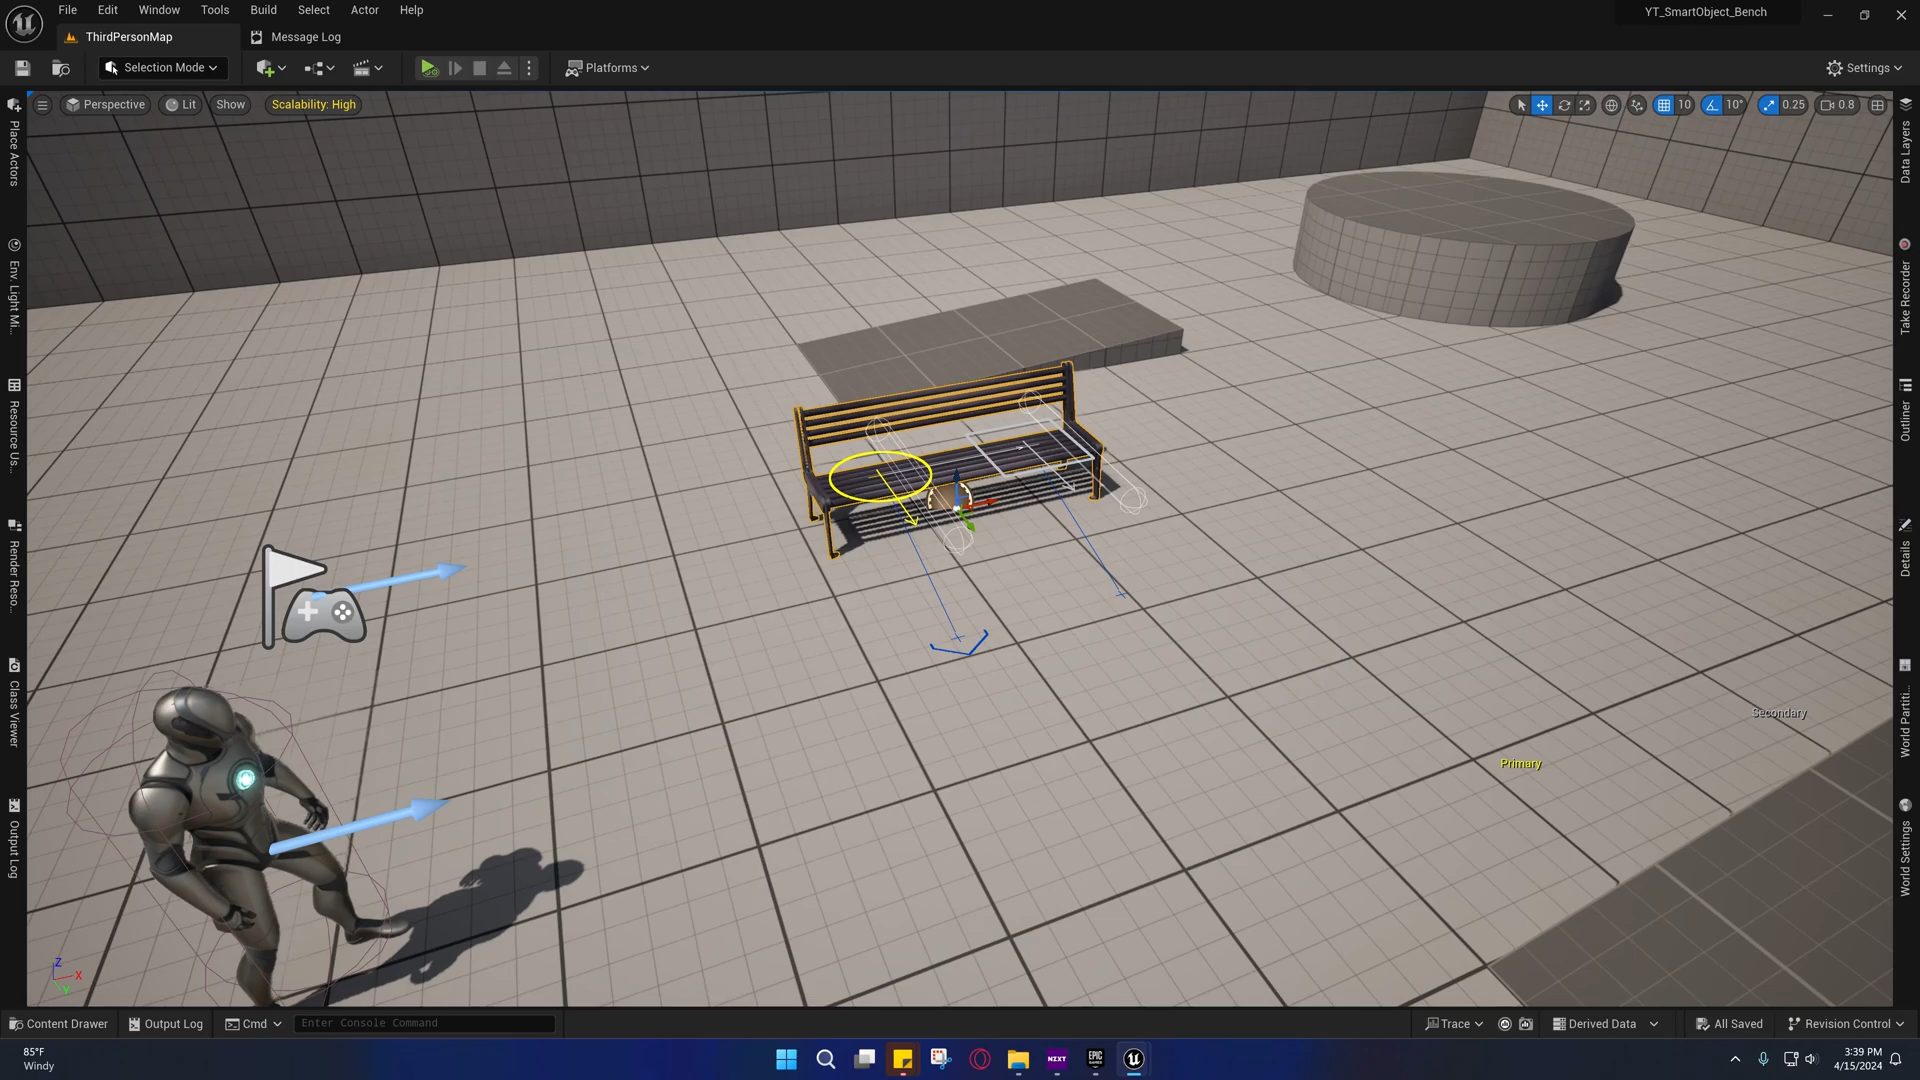 File Edit Window Tools Build Select Actor Help
YT_SmartObject_Bench
ThirdPersonMap
Message Log
Selection Mode
Platforms
Settings
Perspective
Lit
Show
Scalability: High
10
10°
0.25
0.8
Place Actors
Env. Light Mi...
Resource Us...
Render Reso...
Class Viewer
Output Log
Data Layers
Take Recorder
Outliner
Details
World Partiti...
World Settings
Secondary
Primary
Z
X
Y
Content Drawer
Output Log
Cmd
Enter Console Command
Trace
Derived Data
All Saved
Revision Control
85°F
Windy
NZXT
EPIC
GAMES
3:39 PM
4/15/2024